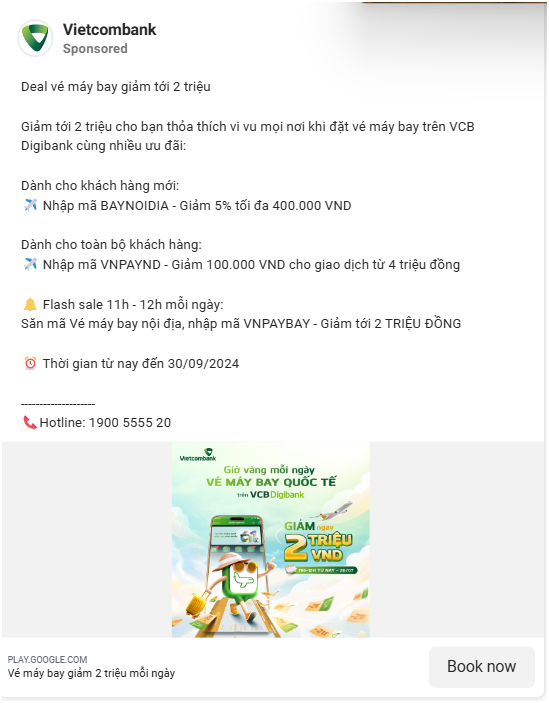 Vietcombank
Sponsored
Deal vé máy bay giảm tới 2 triệu
Giảm tới 2 triệu cho bạn thỏa thích vi vu mọi nơi khi đặt vé máy bay trên VCB
Digibank cùng nhiều ưu đãi:
Dành cho khách hàng mới:
✈️ Nhập mã BAYNOIDIA - Giảm 5% tối đa 400.000 VND
Dành cho toàn bộ khách hàng:
✈️ Nhập mã VNPAYND - Giảm 100.000 VND cho giao dịch từ 4 triệu đồng
🔔 Flash sale 11h - 12h mỗi ngày:
Săn mã Vé máy bay nội địa, nhập mã VNPAYBAY - Giảm tới 2 TRIỆU ĐỒNG
⏰ Thời gian từ nay đến 30/09/2024
--------------------
📞 Hotline: 1900 5555 20
Vietcombank
Giờ vàng mỗi ngày
VÉ MÁY BAY QUỐC TẾ
trên VCB Digibank
GIẢM ngay
2 TRIỆU
VND
PLAY.GOOGLE.COM
Vé máy bay giảm 2 triệu mỗi ngày
Book now